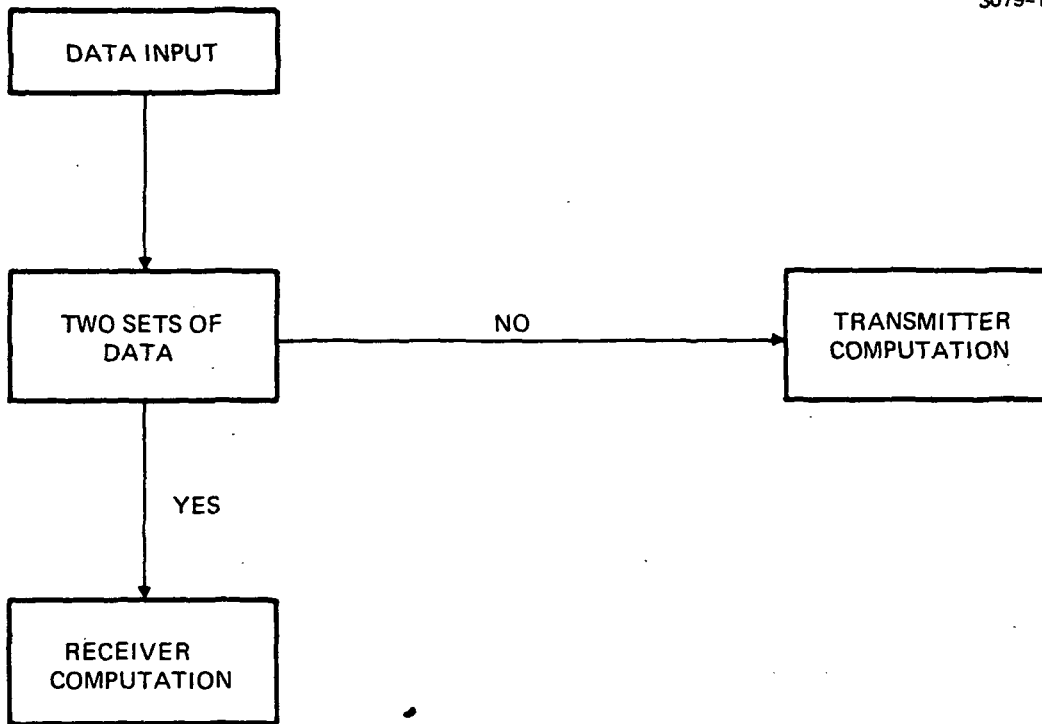 DATA INPUT
TWO SETS OF
DATA
NO
TRANSMITTER
COMPUTATION
YES
RECEIVER
COMPUTATION